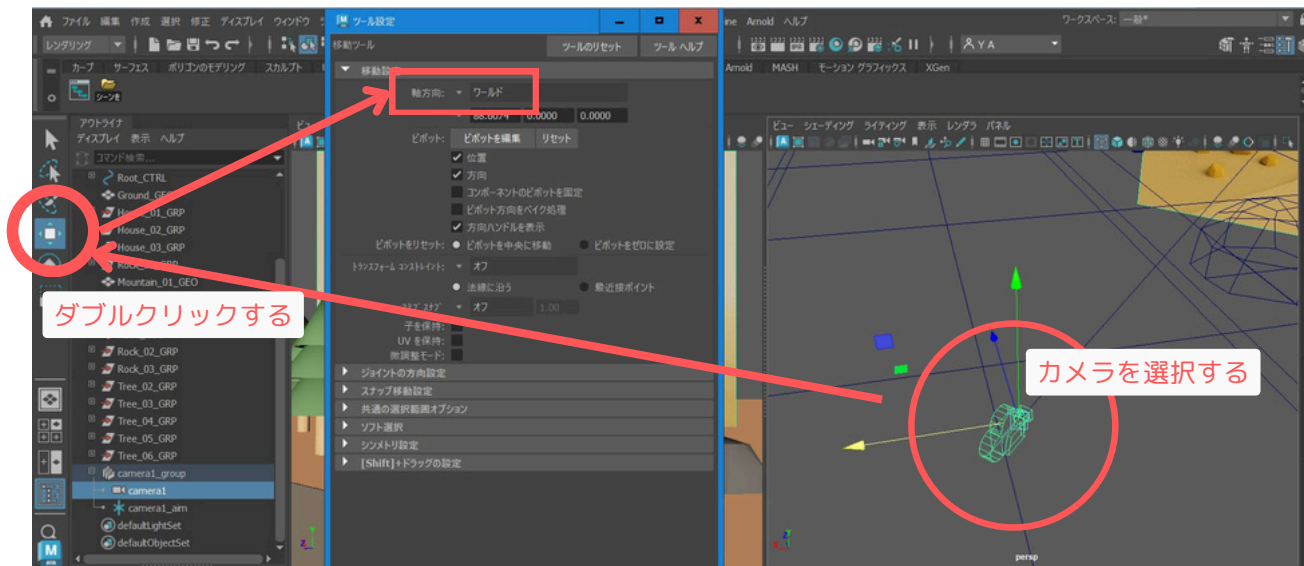 ファイル 編集 作成 選択 修正 ディスプレイ ウィンドウ
ツール設定
Arnold ヘルプ
ワークスペース: 一般*
レンダリング
移動ツール
ツールのリセット
ツール ヘルプ
A Y A
カーブ サーフェス ポリゴンのモデリング スカルプト
Arnold MASH モーション グラフィックス XGen
移動設定
軸方向: ワールド
88.6074 0.0000 0.0000
ピボット: ピボットを編集 リセット
位置
方向
コンポーネントのピボットを固定
ピボット方向をベイク処理
方向ハンドルを表示
ピボットをリセット: ピボットを中央に移動 ピボットをゼロに設定
トランスフォーム コンストレイント: オフ
法線に沿う 最近接ポイント
オフ 1.00
子を保持:
UV を保持:
微調整モード:
ジョイントの方向設定
スナップ移動設定
共通の選択範囲オプション
ソフト選択
シンメトリ設定
[Shift]+ドラッグの設定
アウトライナ
ディスプレイ 表示 ヘルプ
コマンド検索...
Root_CTRL
Ground_GEO
House_01_GRP
House_02_GRP
House_03_GRP
Mountain_01_GEO
ダブルクリックする
Rock_02_GRP
Rock_03_GRP
Tree_02_GRP
Tree_03_GRP
Tree_04_GRP
Tree_05_GRP
Tree_06_GRP
camera1_group
camera1
camera1_aim
defaultLightSet
defaultObjectSet
ビュー シェーディング ライティング 表示 レンダラ パネル
カメラを選択する
persp